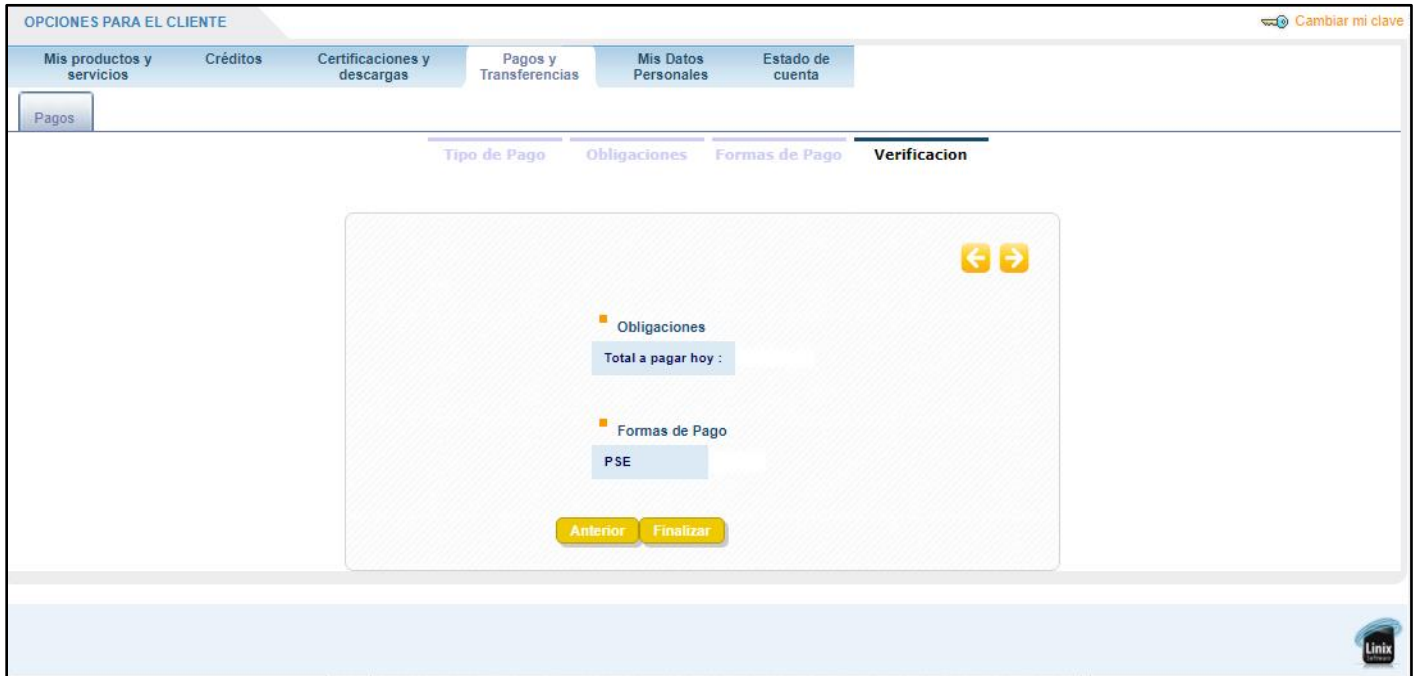 OPCIONES PARA EL CLIENTE
Cambiar mi clave
Mis productos y servicios
Créditos
Certificaciones y descargas
Pagos y Transferencias
Mis Datos Personales
Estado de cuenta
Pagos
Tipo de Pago
Obligaciones
Formas de Pago
Verificacion
Obligaciones
Total a pagar hoy :
Formas de Pago
PSE
Anterior
Finalizar
Linix
Software